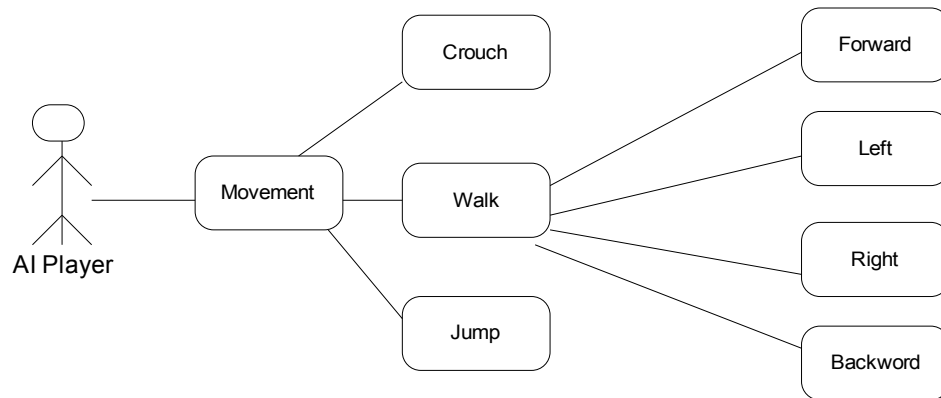 Crouch
Forward
Left
Movement
Walk
AI Player
Right
Jump
Backword